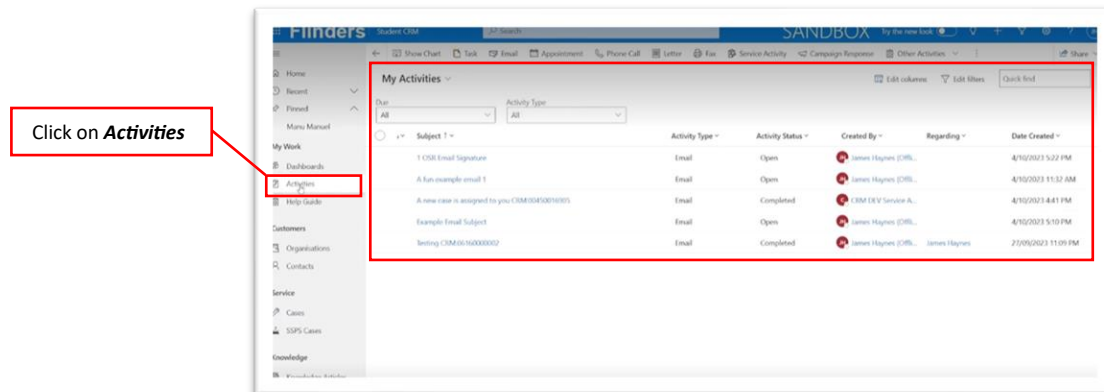 Flinders Student CRM Search SANDBOX Try the new look
Show Chart Task Email Appointment Phone Call Letter Fax Service Activity Campaign Response Other Activities Share
Home
Recent
Pinned
Manu Manuel
My Work
Dashboards
Activities
Help Guide
Customers
Organisations
Contacts
Service
Cases
SSPS Cases
Knowledge
Knowledge Articles
Click on Activities
My Activities Edit columns Edit filters Quick find
Due Activity Type
All All
Subject ↑ Activity Type Activity Status Created By Regarding Date Created
1 OSB Email Signature Email Open James Haynes (Offli... 4/10/2023 5:22 PM
A fun example email 1 Email Open James Haynes (Offli... 4/10/2023 11:32 AM
A new case is assigned to you Email Completed CRM DEV Service A... 4/10/2023 4:41 PM
Example Email Subject Email Open James Haynes (Offli... 4/10/2023 5:10 PM
Testing CRM:06160000002 Email Completed James Haynes (Offli... James Haynes 27/09/2023 11:09 PM